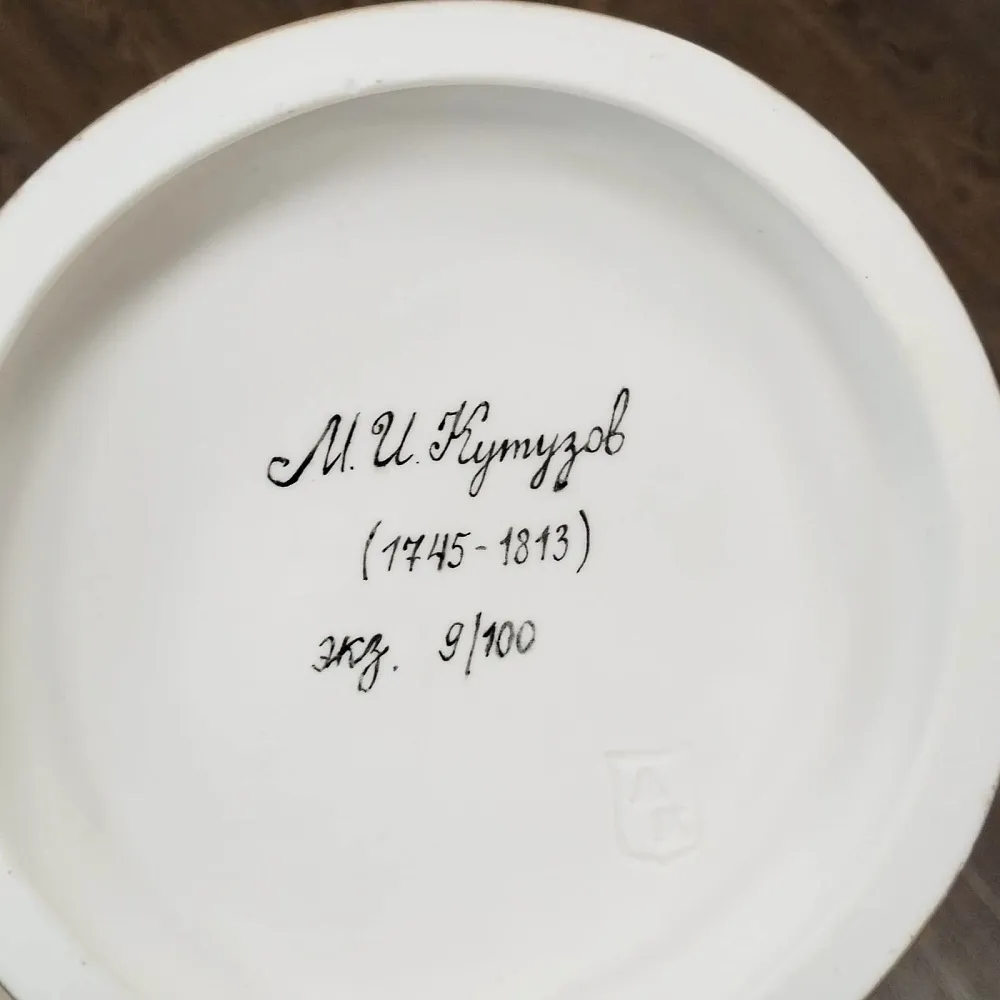 М. И. Кутузов
(1745-1813)
экз. 9/100